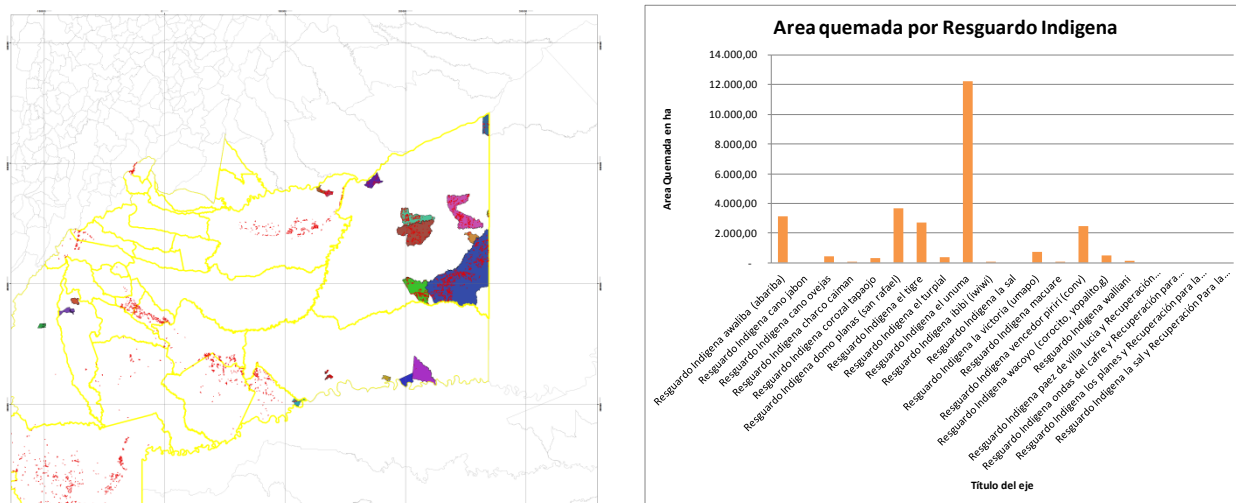 Area quemada por Resguardo Indigena
Area Quemada en ha
14.000,00
12.000,00
10.000,00
8.000,00
6.000,00
4.000,00
2.000,00
-
Resguardo Indigena awaliba (abariba)
Resguardo Indigena cano jabon
Resguardo Indigena cano ovejas
Resguardo Indigena charco caiman
Resguardo Indigena corozal tapaojo
Resguardo Indigena domo planas (san rafael)
Resguardo Indigena el tigre
Resguardo Indigena el turpial
Resguardo Indigena el unuma
Resguardo Indigena ibibi (iwiwi)
Resguardo Indigena la sal
Resguardo Indigena la victoria (umapo)
Resguardo Indigena macuare
Resguardo Indigena vencedor piriri (conv)
Resguardo Indigena wacoyo (corocito, yopalito,g)
Resguardo Indigena walliani
Resguardo Indigena paez de villa lucia y Recuperación…
Resguardo Indigena ondas del cafre y Recuperación para…
Resguardo Indigena los planes y Recuperación para la…
Resguardo Indigena la sal y Recuperación Para la…
Título del eje